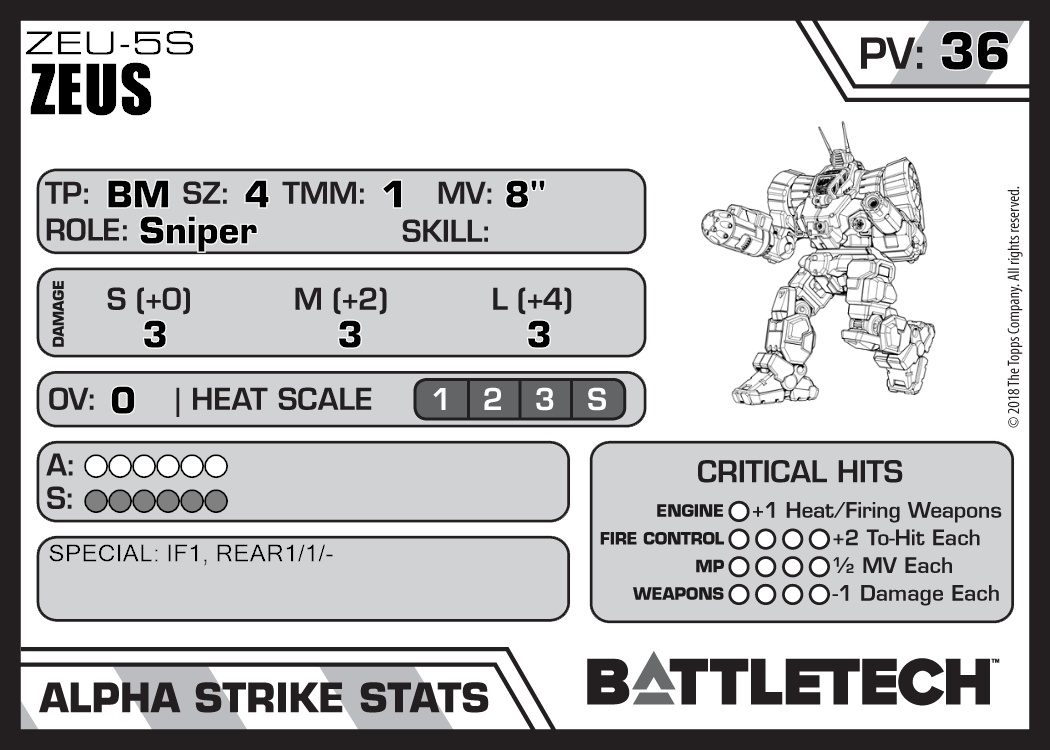 ZEU-5S
ZEUS
PV: 36
TP: BM SZ: 4 TMM: 1 MV: 8"
ROLE: Sniper SKILL:
DAMAGE
S (+0) M (+2) L (+4)
3 3 3
OV: 0 | HEAT SCALE 1 2 3 S
A:
S:
SPECIAL: IF1, REAR1/1/-
CRITICAL HITS
ENGINE +1 Heat/Firing Weapons
FIRE CONTROL +2 To-Hit Each
MP ½ MV Each
WEAPONS -1 Damage Each
© 2018 The Topps Company. All rights reserved.
ALPHA STRIKE STATS
BATTLETECH™